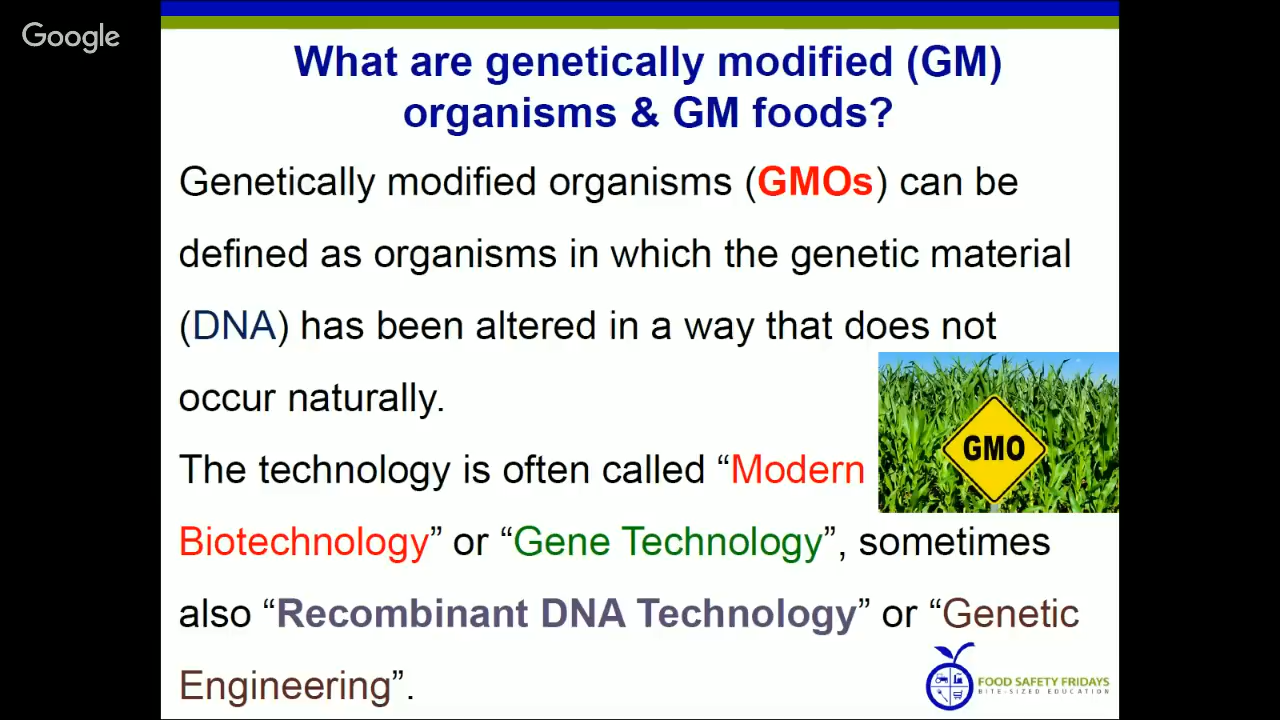 Google
What are genetically modified (GM)
organisms & GM foods?
Genetically modified organisms (GMOs) can be
defined as organisms in which the genetic material
(DNA) has been altered in a way that does not
occur naturally.
GMO
The technology is often called “Modern
Biotechnology” or “Gene Technology”, sometimes
also “Recombinant DNA Technology” or “Genetic
Engineering”.
FOOD SAFETY FRIDAYS
BITE-SIZED EDUCATION